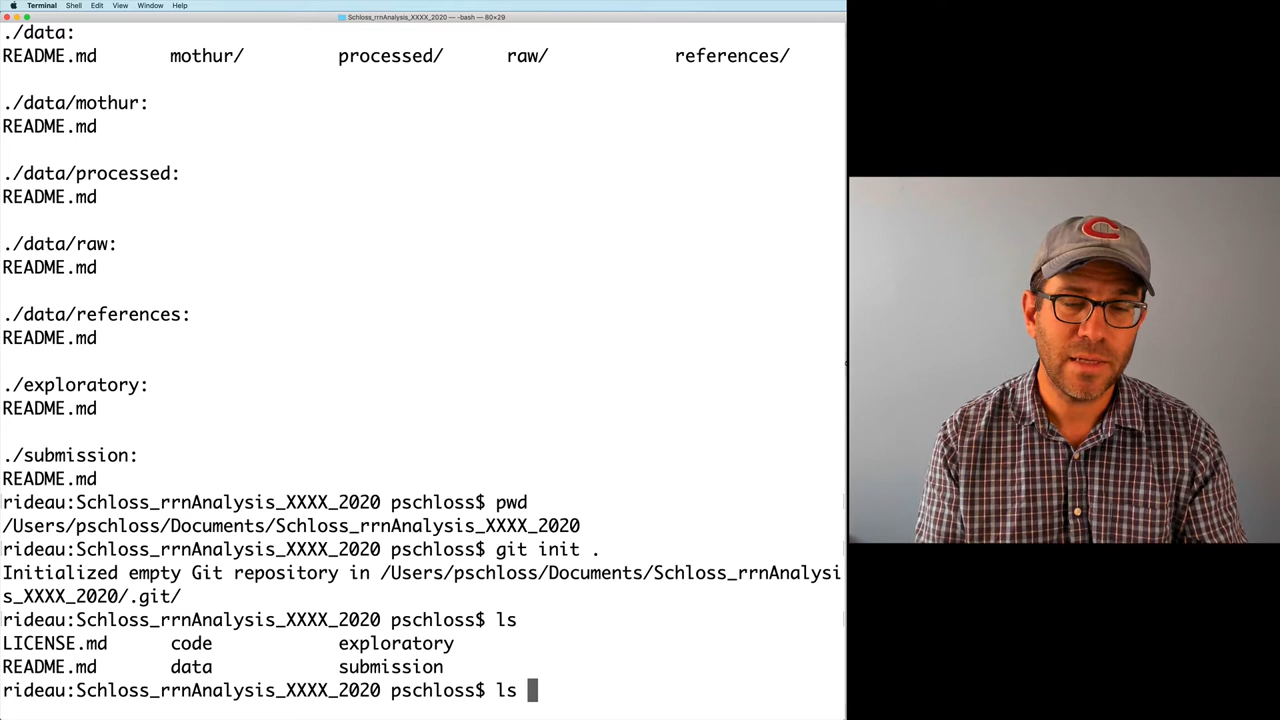 Terminal Shell Edit View Window Help
Schloss_rrnAnalysis_XXXX_2020 — -bash — 80×29
./data:
README.md mothur/ processed/ raw/ references/
./data/mothur:
README.md
./data/processed:
README.md
./data/raw:
README.md
./data/references:
README.md
./exploratory:
README.md
./submission:
README.md
rideau:Schloss_rrnAnalysis_XXXX_2020 pschloss$ pwd
/Users/pschloss/Documents/Schloss_rrnAnalysis_XXXX_2020
rideau:Schloss_rrnAnalysis_XXXX_2020 pschloss$ git init .
Initialized empty Git repository in /Users/pschloss/Documents/Schloss_rrnAnalysi
s_XXXX_2020/.git/
rideau:Schloss_rrnAnalysis_XXXX_2020 pschloss$ ls
LICENSE.md code exploratory
README.md data submission
rideau:Schloss_rrnAnalysis_XXXX_2020 pschloss$ ls
C